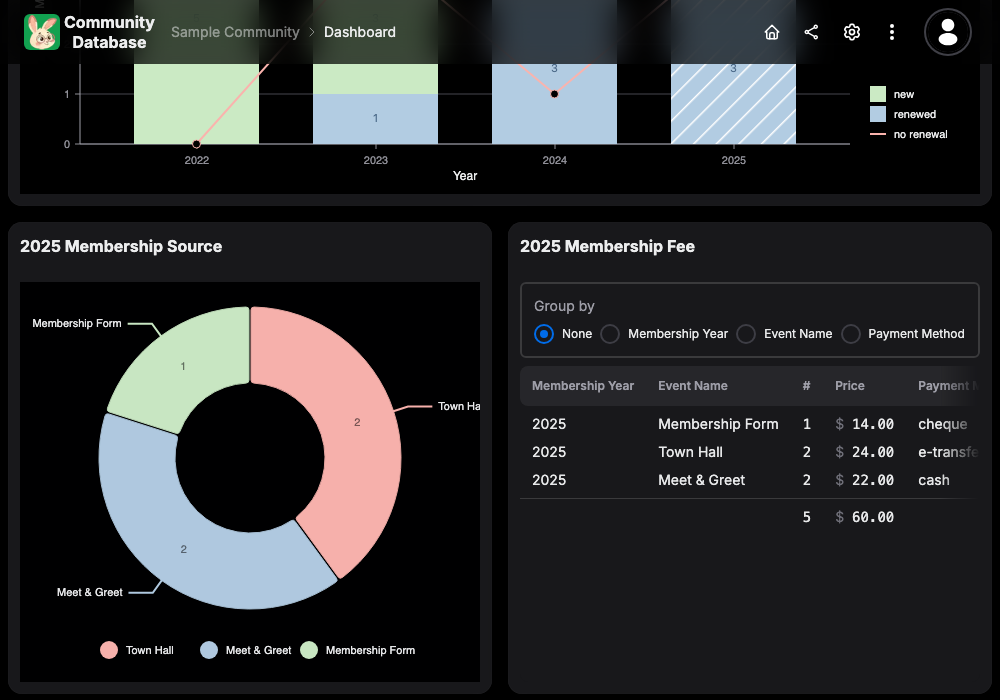 Community
Database
Sample Community > Dashboard
3
3
1
1
0
2022
2023
2024
2025
Year
new
renewed
no renewal
2025 Membership Source
Membership Form
1
Town Ha
2
2
Meet & Greet
Town Hall
Meet & Greet
Membership Form
2025 Membership Fee
Group by
None
Membership Year
Event Name
Payment Method
Membership Year Event Name # Price Payment M
2025 Membership Form 1 $ 14.00 cheque
2025 Town Hall 2 $ 24.00 e-transfe
2025 Meet & Greet 2 $ 22.00 cash
5 $ 60.00